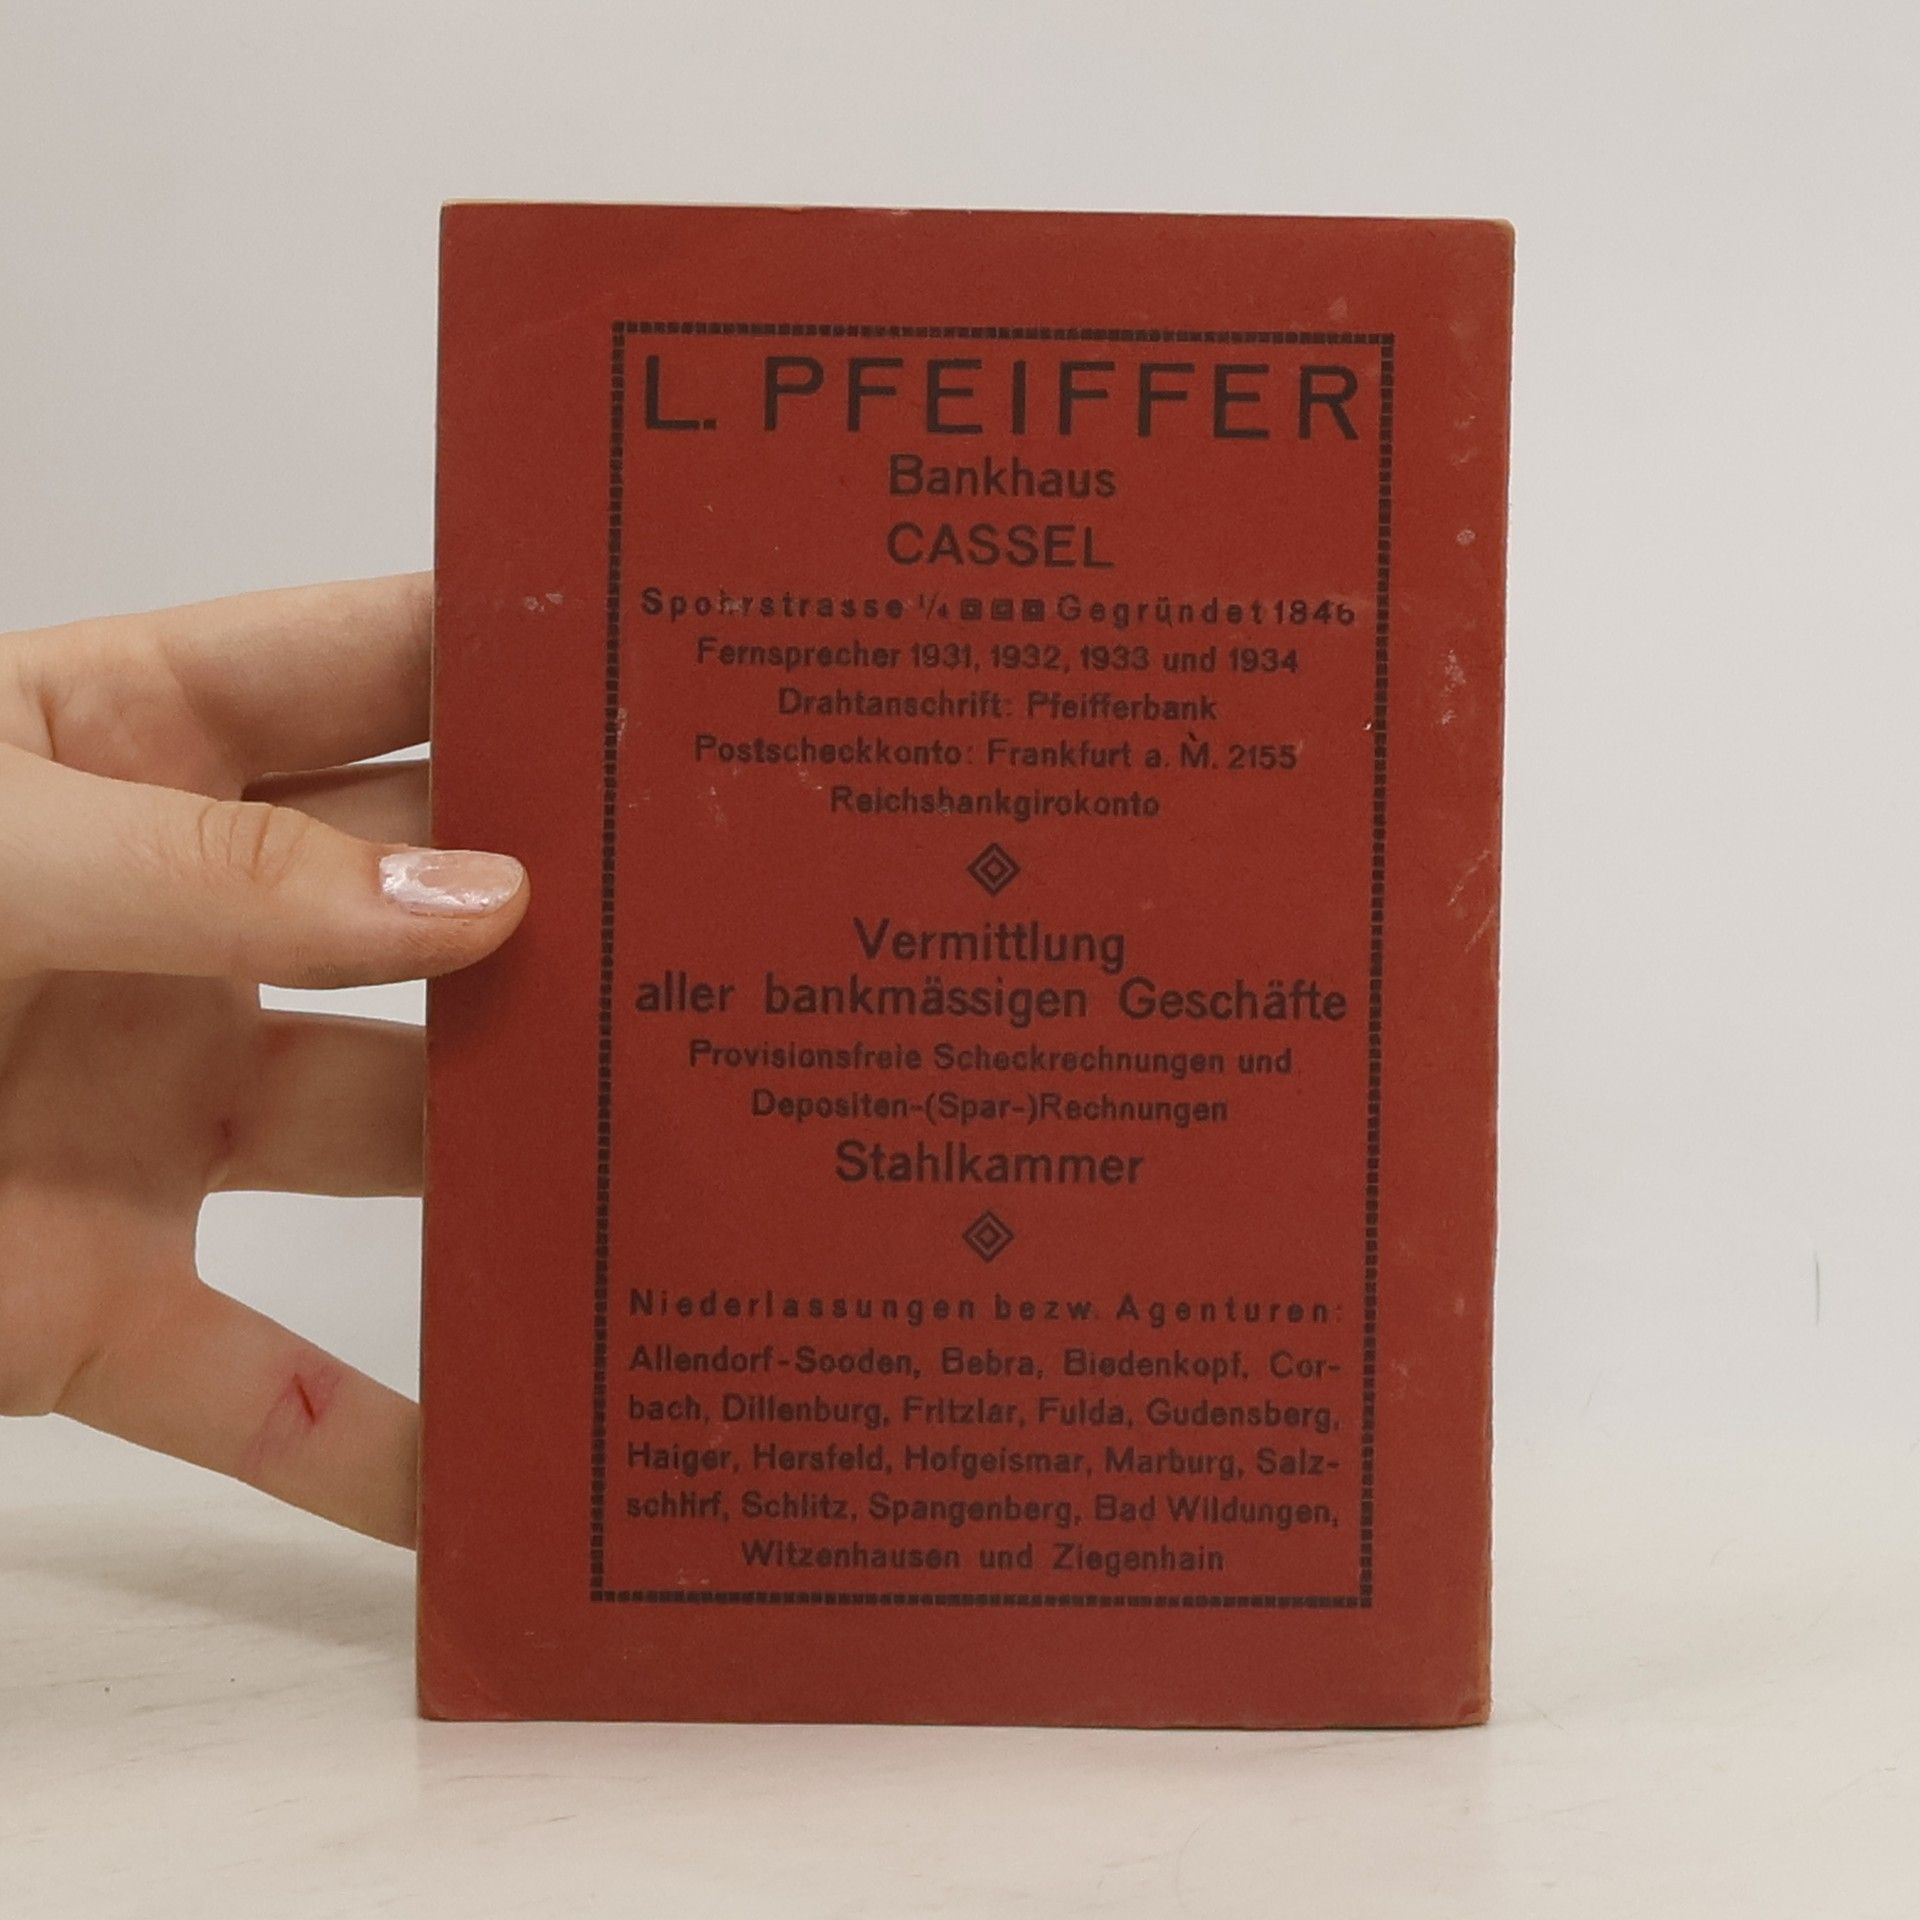 L. PFEIFFER
Bankhaus
CASSEL
Spohrstrasse 1/4 Gegründet 1846
Fernsprecher 1931, 1932, 1933 und 1934
Drahtanschrift: Pfeifferbank
Postscheckkonto: Frankfurt a. M. 2155
Reichsbankgirokonto
Vermittlung
aller bankmässigen Geschäfte
Provisionsfreie Scheckrechnungen und
Depositen-(Spar-)Rechnungen
Stahlkammer
Niederlassungen bezw. Agenturen:
Allendorf-Sooden, Bebra, Biedenkopf, Cor-
bach, Dillenburg, Fritzlar, Fulda, Gudensberg,
Haiger, Hersfeld, Hofgeismar, Marburg, Salz-
schlirf, Schlitz, Spangenberg, Bad Wildungen,
Witzenhausen und Ziegenhain